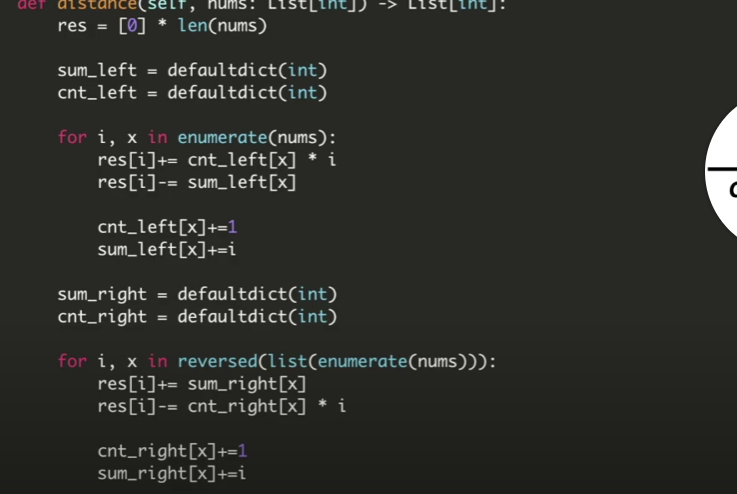 def distance(self, nums: List[int]) -> List[int]:
    res = [0] * len(nums)
    sum_left = defaultdict(int)
    cnt_left = defaultdict(int)
    for i, x in enumerate(nums):
        res[i]+= cnt_left[x] * i
        res[i]-= sum_left[x]
        cnt_left[x]+=1
        sum_left[x]+=i
    sum_right = defaultdict(int)
    cnt_right = defaultdict(int)
    for i, x in reversed(list(enumerate(nums))):
        res[i]+= sum_right[x]
        res[i]-= cnt_right[x] * i
        cnt_right[x]+=1
        sum_right[x]+=i